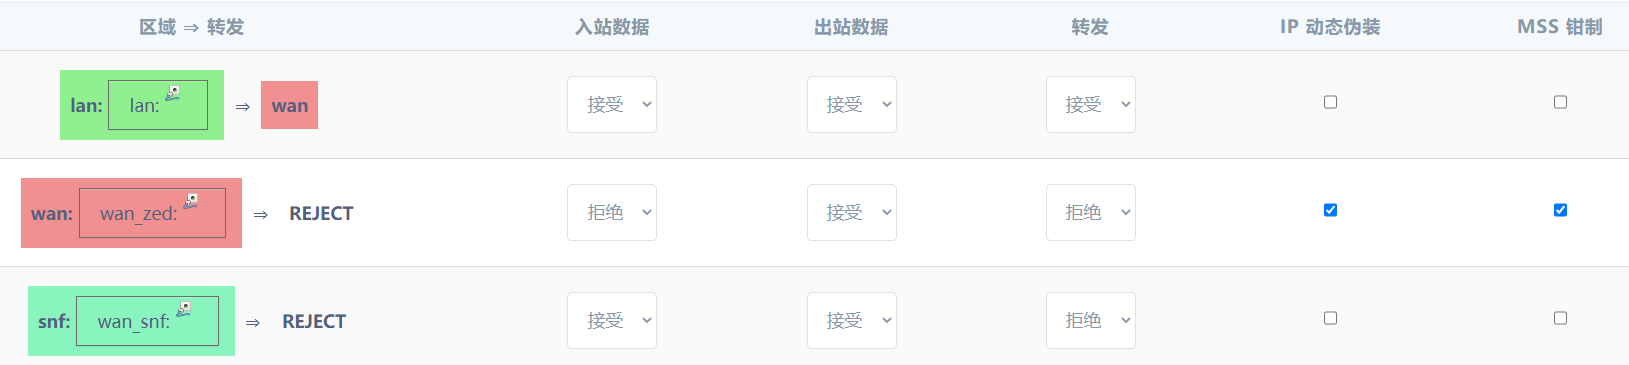 区域 ⇒ 转发 入站数据 出站数据 转发 IP 动态伪装 MSS 钳制
lan: lan: ⇒ wan 接受 接受 接受
wan: wan_zed: ⇒ REJECT 拒绝 接受 拒绝
snf: wan_snf: ⇒ REJECT 接受 接受 拒绝